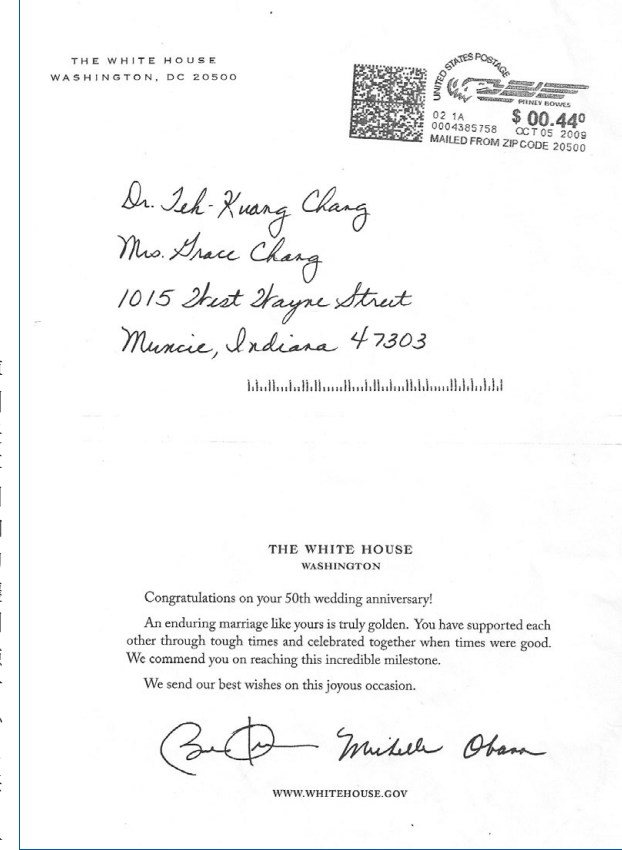 THE WHITE HOUSE
WASHINGTON, DC 20500
UNITED STATES POSTAGE
PITNEY BOWES
02 1A
$ 00.44⁰
0004385758
OCT 05 2009
MAILED FROM ZIP CODE 20500
Dr. Teh-Kuang Chang
Mrs. Grace Chang
1015 West Wayne Street
Muncie, Indiana 47303
THE WHITE HOUSE
WASHINGTON
Congratulations on your 50th wedding anniversary!
An enduring marriage like yours is truly golden. You have supported each
other through tough times and celebrated together when times were good.
We commend you on reaching this incredible milestone.
We send our best wishes on this joyous occasion.
Michelle Obama
WWW.WHITEHOUSE.GOV